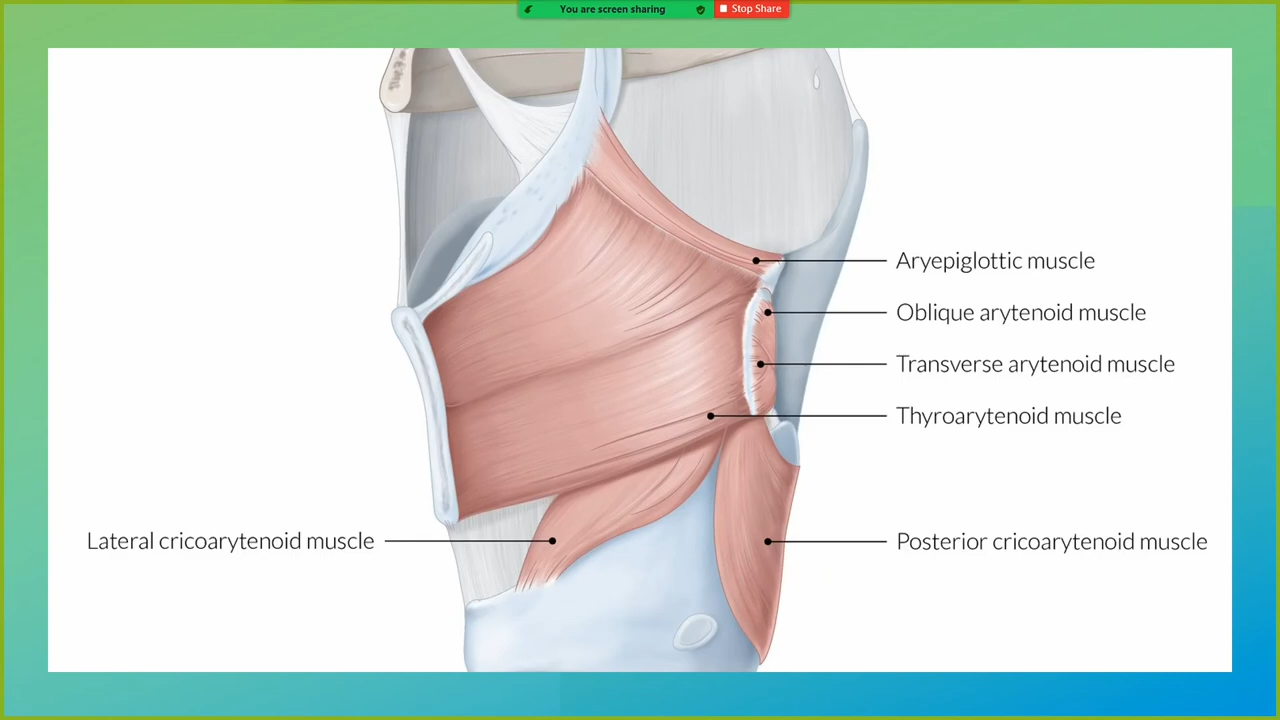 You are screen sharing
Stop Share
Aryepiglottic muscle
Oblique arytenoid muscle
Transverse arytenoid muscle
Thyroarytenoid muscle
Lateral cricoarytenoid muscle
Posterior cricoarytenoid muscle